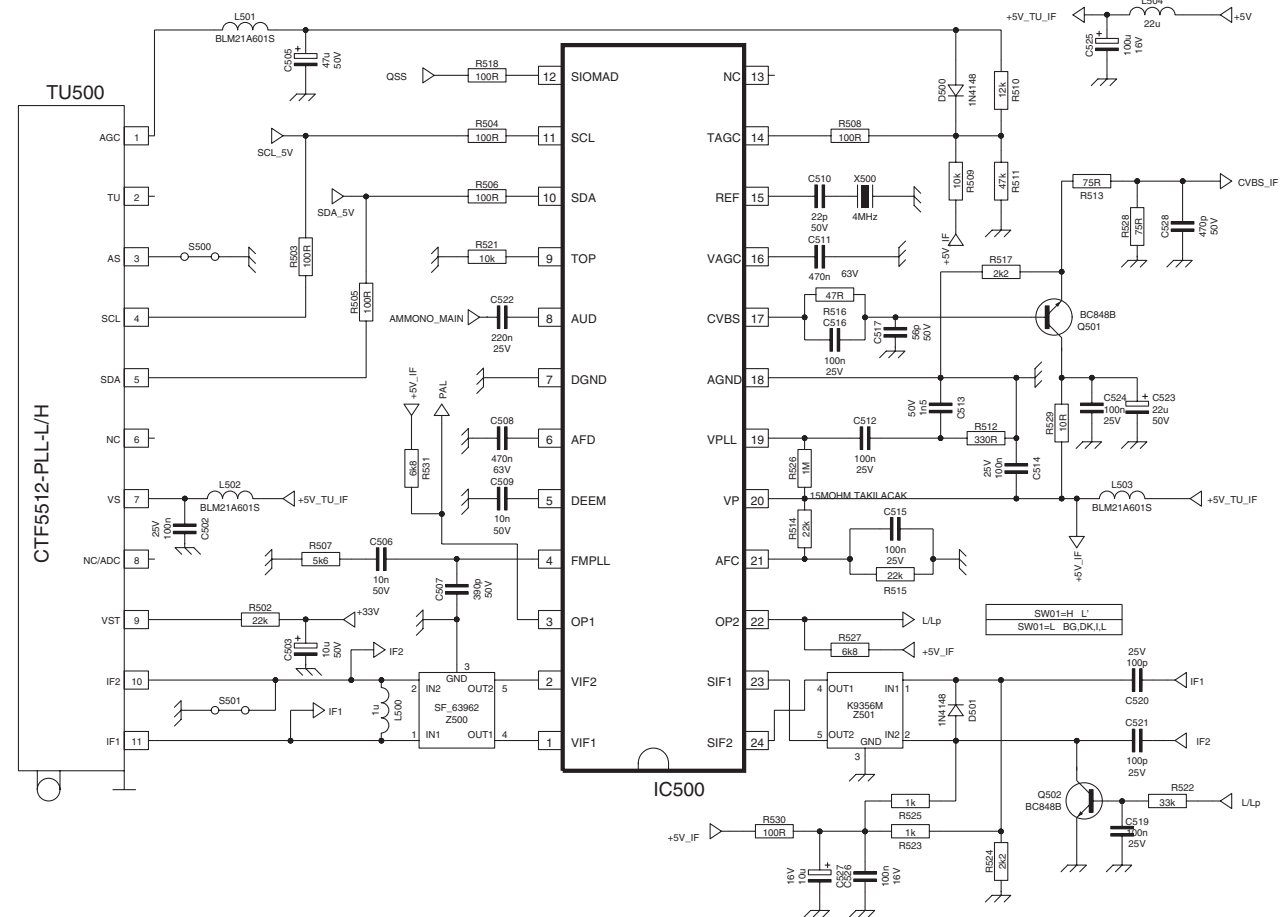 L501
BLM21A601S
C505
47u
50V
+5V_TU_IF
L504
22u
+5V
C525
100u
16V
TU500
CTF5512-PLL-L/H
AGC 1
TU 2
AS 3
SCL 4
SDA 5
NC 6
VS 7
NC/ADC 8
VST 9
IF2 10
IF1 11
S500
QSS
R518
100R
SCL_5V
R504
100R
SDA_5V
R506
100R
R503
100R
R505
100R
R521
10k
AMMONO_MAIN
C522
220n
25V
+5V_IF
PAL
6k8
R531
C508
470n
63V
C509
10n
50V
L502
BLM21A601S
+5V_TU_IF
25V
100n
C502
R507
5k6
C506
10n
50V
C507
390p
50V
R502
22k
+33V
C503
10u
50V
IF2
S501
IF1
1u
L500
3
GND
2 IN2
OUT2 5
SF_63962
Z500
1 IN1
OUT1 4
12 SIOMAD
11 SCL
10 SDA
9 TOP
8 AUD
7 DGND
6 AFD
5 DEEM
4 FMPLL
3 OP1
2 VIF2
1 VIF1
NC 13
TAGC 14
REF 15
VAGC 16
CVBS 17
AGND 18
VPLL 19
VP 20
AFC 21
OP2 22
SIF1 23
SIF2 24
IC500
R508
100R
D500
1N4148
12k
R510
10k
R509
47k
R511
+5V_IF
C510
22p
50V
X500
4MHz
C511
470n
63V
47R
R516
C516
100n
25V
C517
56p
50V
R517
2k2
75R
R513
CVBS_IF
R528
75R
C528
470p
50V
BC848B
Q501
50V
1n5
C513
C512
100n
25V
R512
330R
25V
100n
C514
R529
10R
C524
100n
25V
C523
22u
50V
R526
1M
15MOHM TAKILACAK
R514
22k
L503
BLM21A601S
+5V_TU_IF
+5V_IF
C515
100n
25V
22k
R515
L/Lp
R527
6k8
+5V_IF
SW01=H L'
SW01=L BG,DK,I,L
4 OUT1
IN1 1
K9356M
Z501
5 OUT2
IN2 2
GND
3
1N4148
D501
25V
100p
C520
IF1
C521
100p
25V
IF2
Q502
BC848B
R522
33k
L/Lp
C519
100n
25V
1k
R525
+5V_IF
R530
100R
1k
R523
R524
2k2
16V
10u
C527
C526
100n
16V